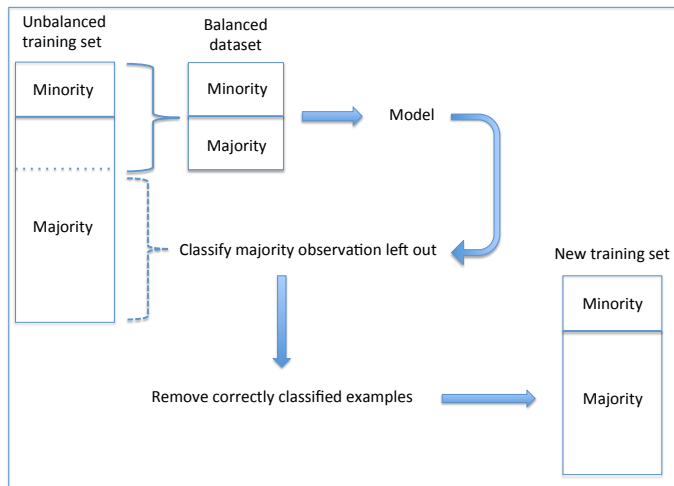 Unbalanced
training set
Balanced
dataset
Minority
Minority
Model
Majority
Majority
Classify majority observation left out
New training set
Minority
Remove correctly classified examples
Majority